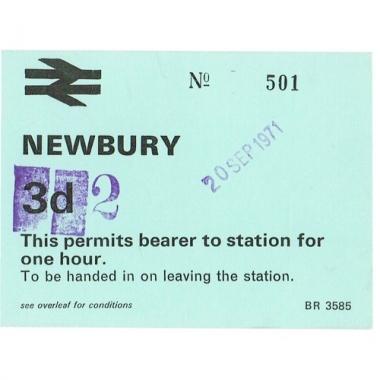 Nº 501
NEWBURY
20 SEP 1971
3d 2
This permits bearer to station for
one hour.
To be handed in on leaving the station.
see overleaf for conditions BR 3585